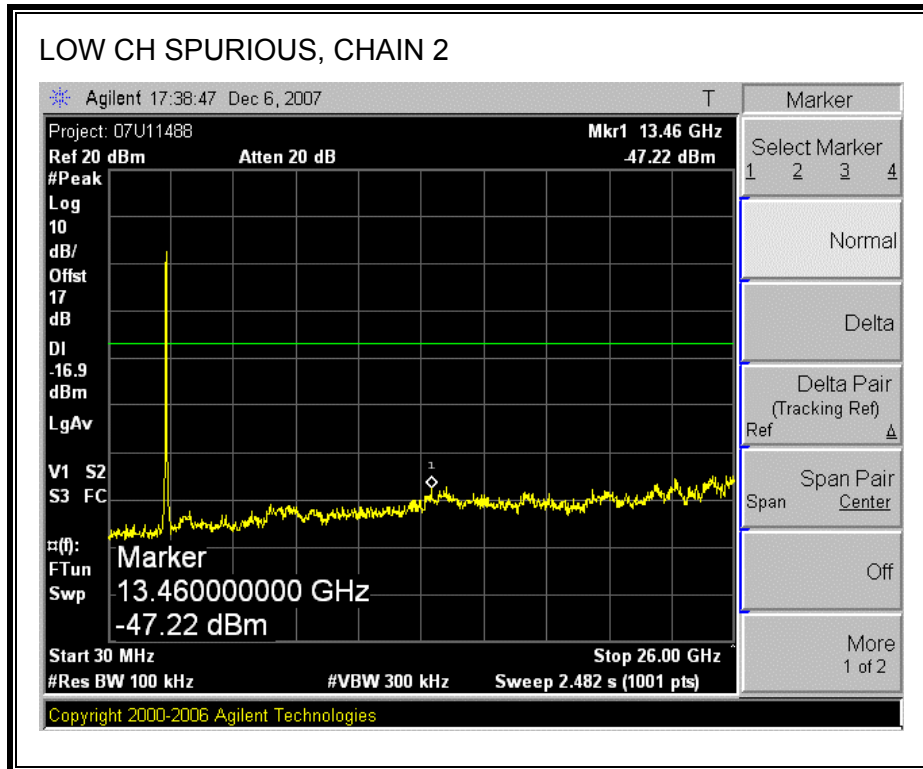 LOW CH SPURIOUS, CHAIN 2
Agilent 17:38:47 Dec 6, 2007 T
Project: 07U11488 Mkr1 13.46 GHz
Ref 20 dBm Atten 20 dB -47.22 dBm
#Peak
Log
10
dB/
Offst
17
dB
DI
-16.9
dBm
LgAv
V1 S2
S3 FC
¤(f):
FTun
Swp
1
Marker
13.460000000 GHz
-47.22 dBm
Start 30 MHz Stop 26.00 GHz
#Res BW 100 kHz #VBW 300 kHz Sweep 2.482 s (1001 pts)
Copyright 2000-2006 Agilent Technologies
Marker
Select Marker
1 2 3 4
Normal
Delta
Delta Pair
(Tracking Ref)
Ref Δ
Span Pair
Span Center
Off
More
1 of 2